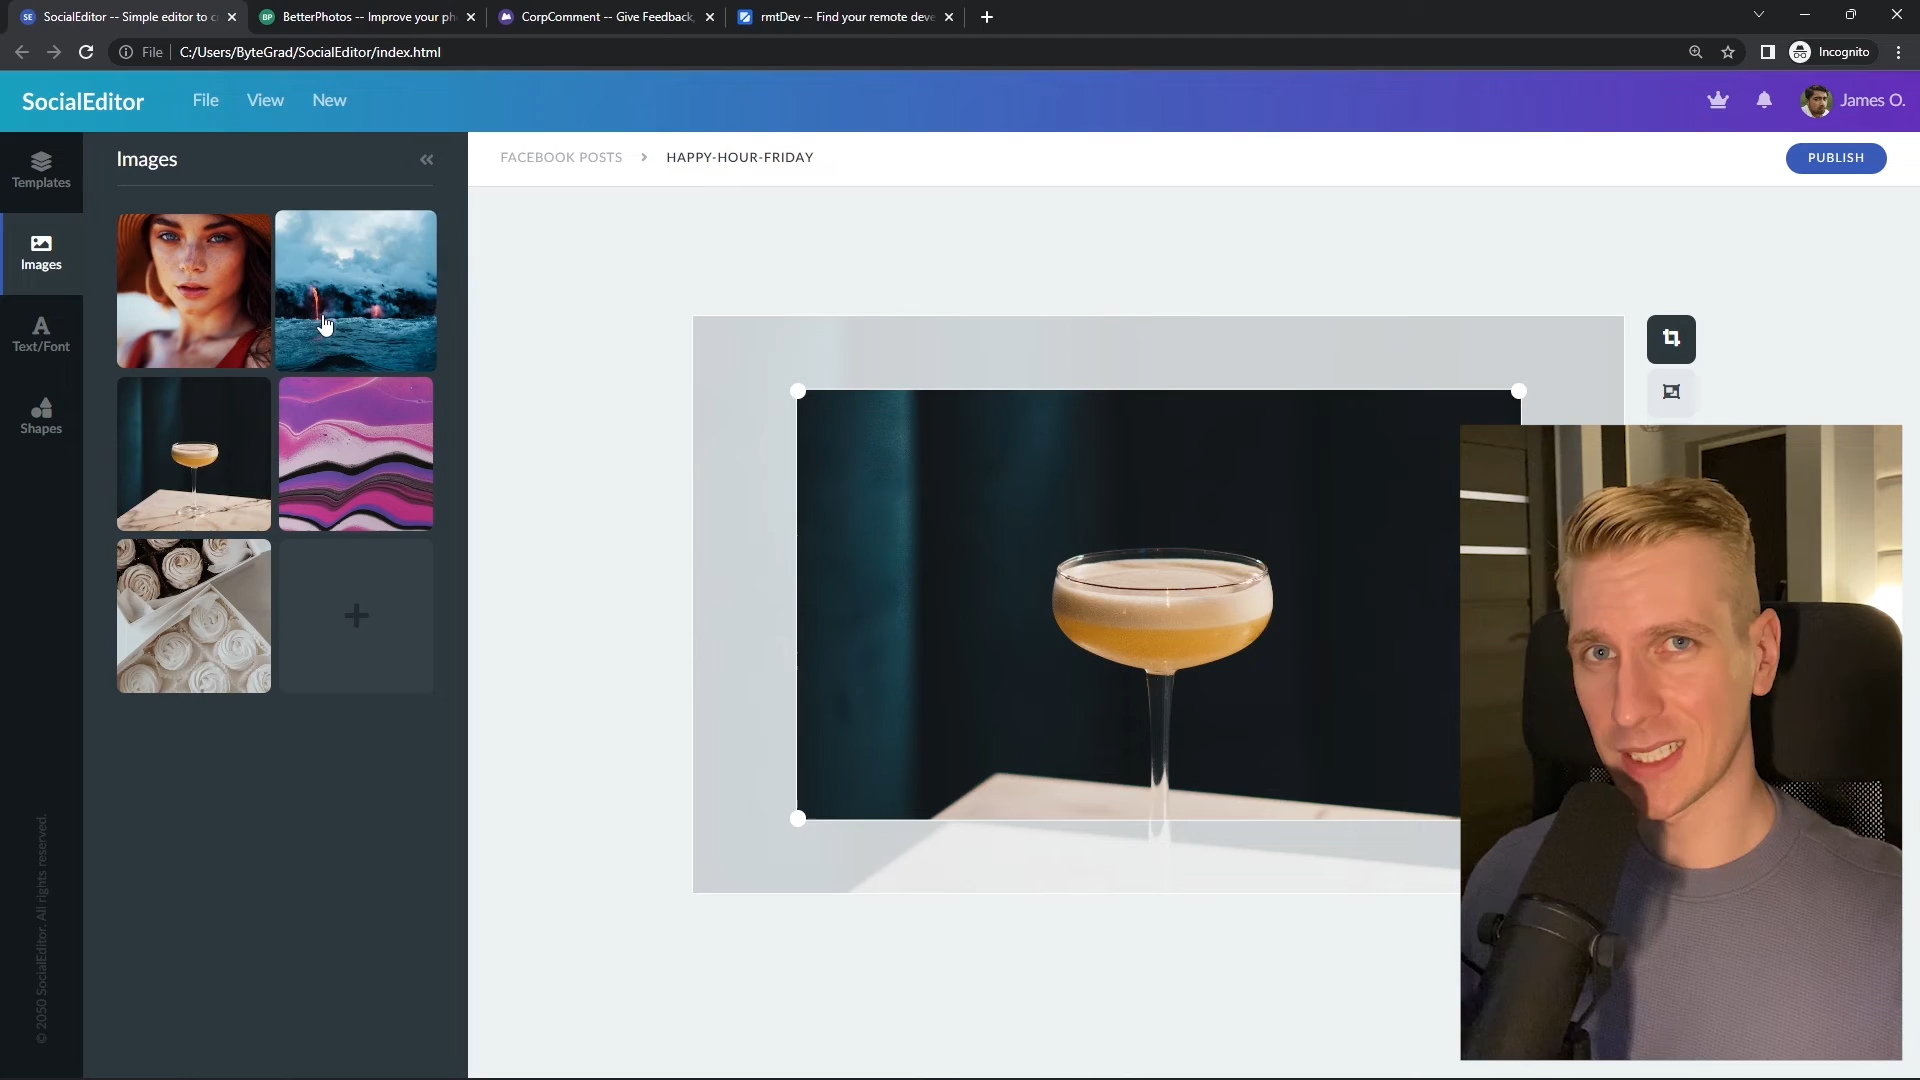 SE SocialEditor -- Simple editor to c
BP BetterPhotos -- Improve your ph
CorpComment -- Give Feedback,
rmtDev -- Find your remote deve
File C:/Users/ByteGrad/SocialEditor/index.html
Incognito
SocialEditor File View New
James O.
Templates
Images
Text/Font
Shapes
© 2050 SocialEditor. All rights reserved.
Images
FACEBOOK POSTS > HAPPY-HOUR-FRIDAY
PUBLISH